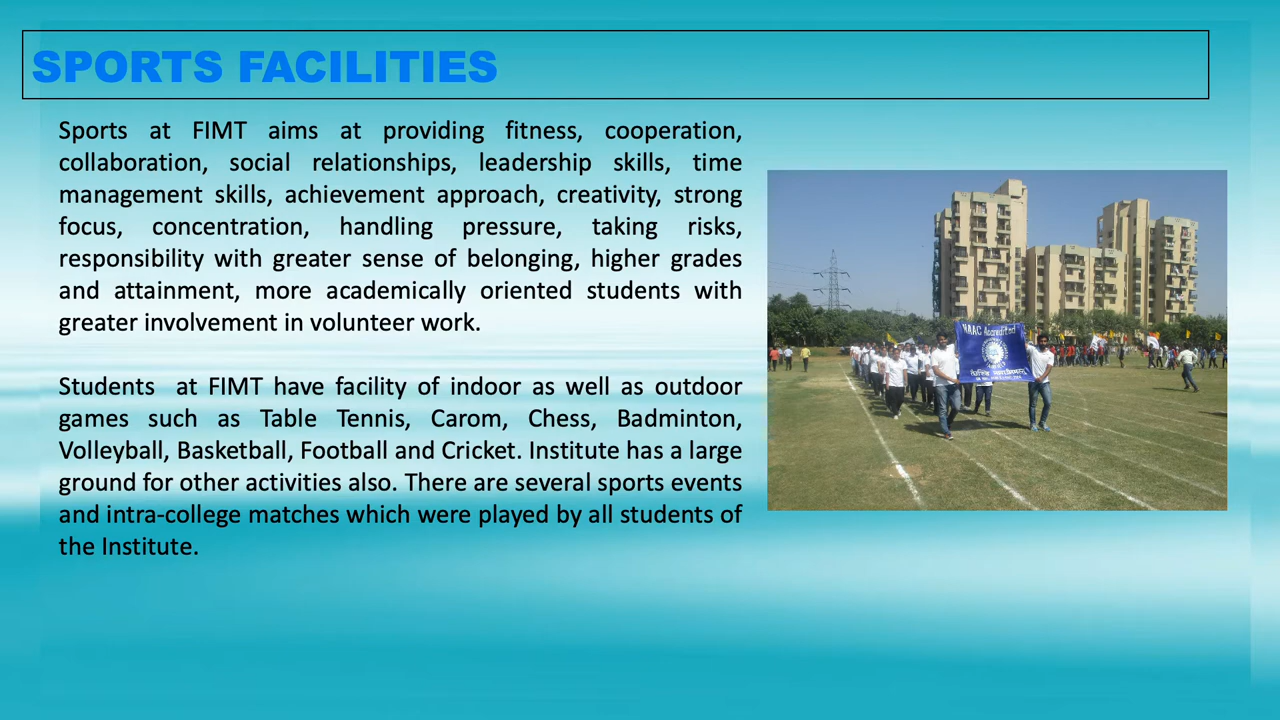 SPORTS FACILITIES
Sports at FIMT aims at providing fitness, cooperation,
collaboration, social relationships, leadership skills, time
management skills, achievement approach, creativity, strong
focus, concentration, handling pressure, taking risks,
responsibility with greater sense of belonging, higher grades
and attainment, more academically oriented students with
greater involvement in volunteer work.
Students at FIMT have facility of indoor as well as outdoor
games such as Table Tennis, Carom, Chess, Badminton,
Volleyball, Basketball, Football and Cricket. Institute has a large
ground for other activities also. There are several sports events
and intra-college matches which were played by all students of
the Institute.
NAAC Accredited